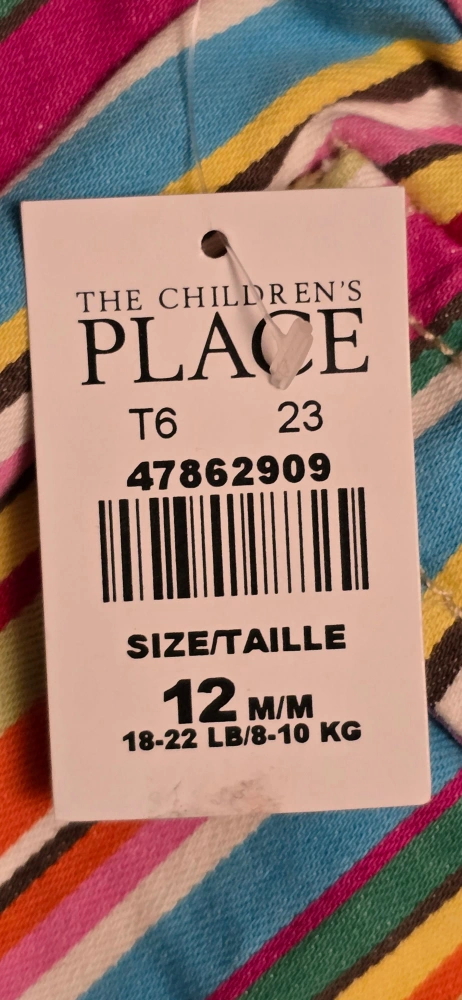 THE CHILDREN'S
PLACE
T6 23
47862909
SIZE/TAILLE
12 M/M
18-22 LB/8-10 KG